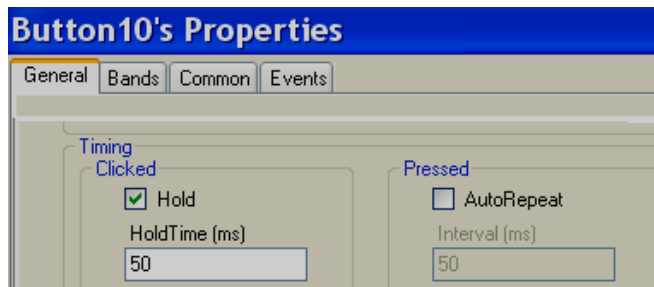 Button10's Properties
General Bands Common Events
Timing
Clicked Pressed
Hold AutoRepeat
HoldTime (ms) Interval (ms)
50 50